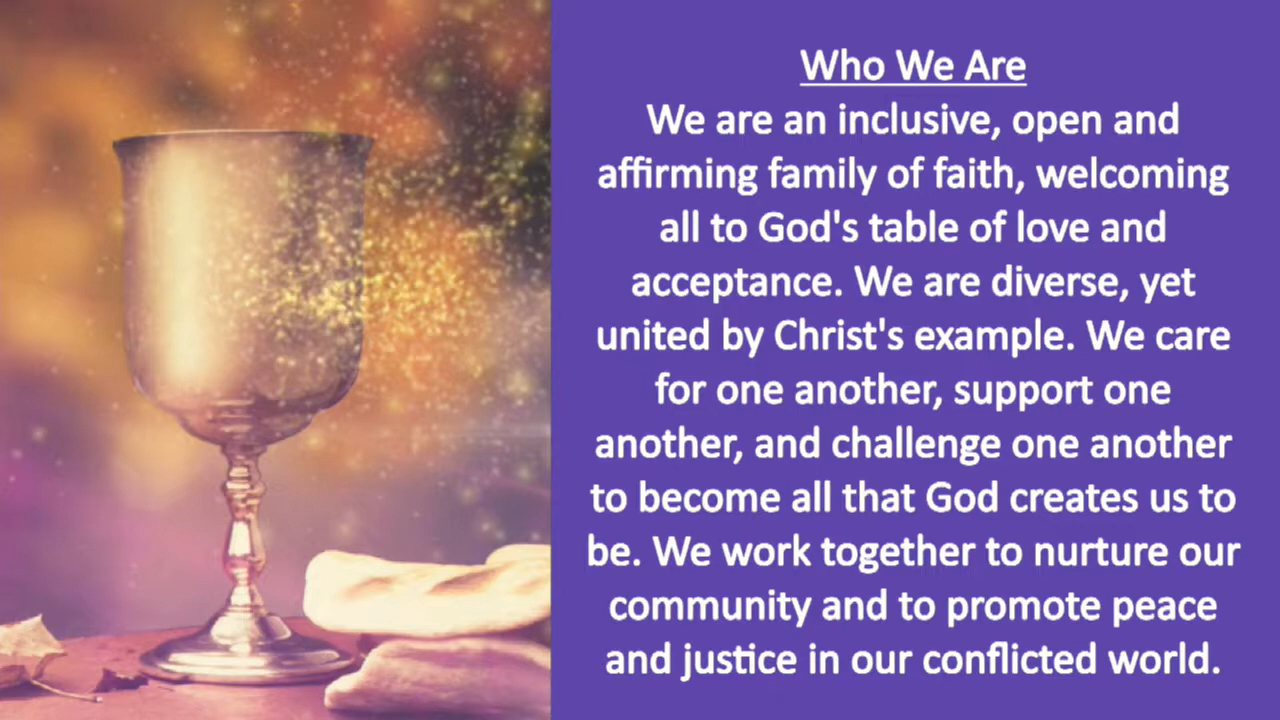 Who We Are
We are an inclusive, open and
affirming family of faith, welcoming
all to God's table of love and
acceptance. We are diverse, yet
united by Christ's example. We care
for one another, support one
another, and challenge one another
to become all that God creates us to
be. We work together to nurture our
community and to promote peace
and justice in our conflicted world.